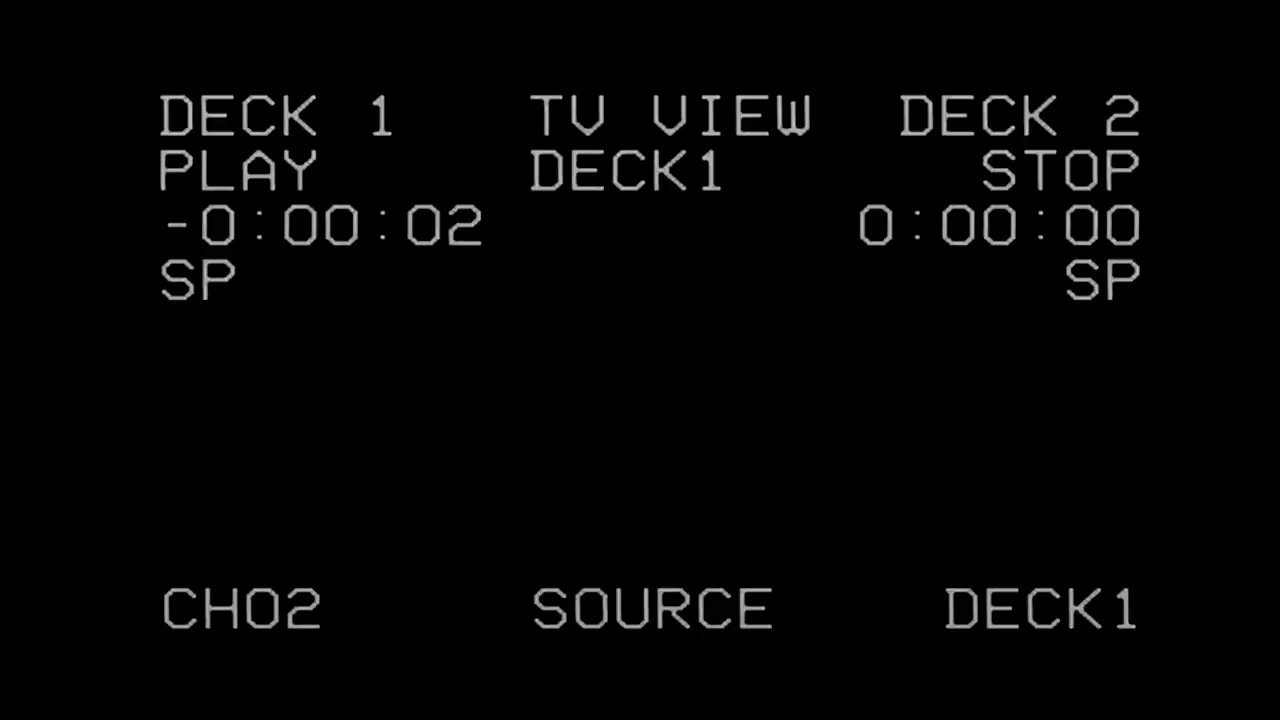 DECK 1 TV VIEW DECK 2
PLAY DECK1 STOP
-0:00:02 0:00:00
SP SP
CH02 SOURCE DECK1